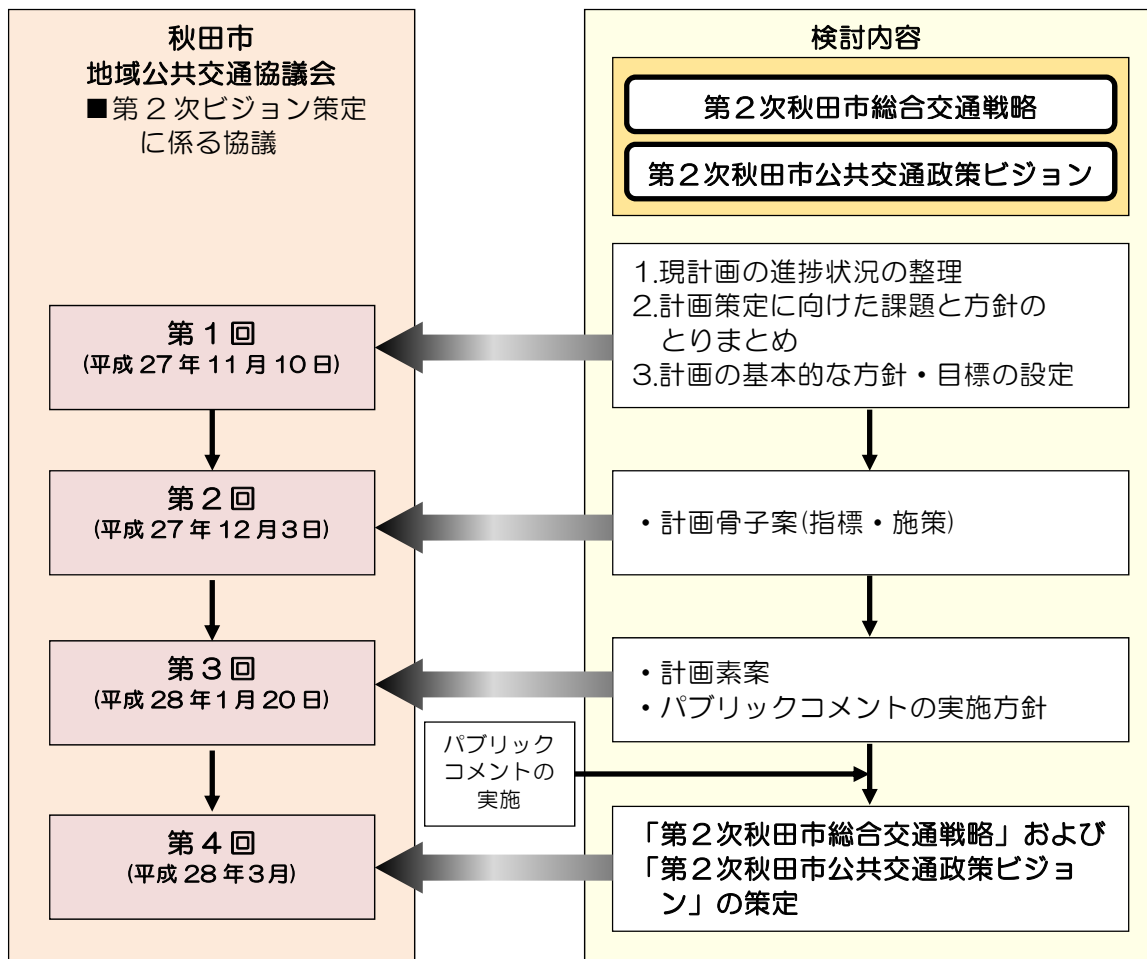 秋田市
地域公共交通協議会
■第2次ビジョン策定
に係る協議
第1回
(平成27年11月10日)
第2回
(平成27年12月3日)
第3回
(平成28年1月20日)
第4回
(平成28年3月)
パブリック
コメントの
実施
検討内容
第2次秋田市総合交通戦略
第2次秋田市公共交通政策ビジョン
1.現計画の進捗状況の整理
2.計画策定に向けた課題と方針の
とりまとめ
3.計画の基本的な方針・目標の設定
・計画骨子案(指標・施策)
・計画素案
・パブリックコメントの実施方針
「第2次秋田市総合交通戦略」および
「第2次秋田市公共交通政策ビジョ
ン」の策定